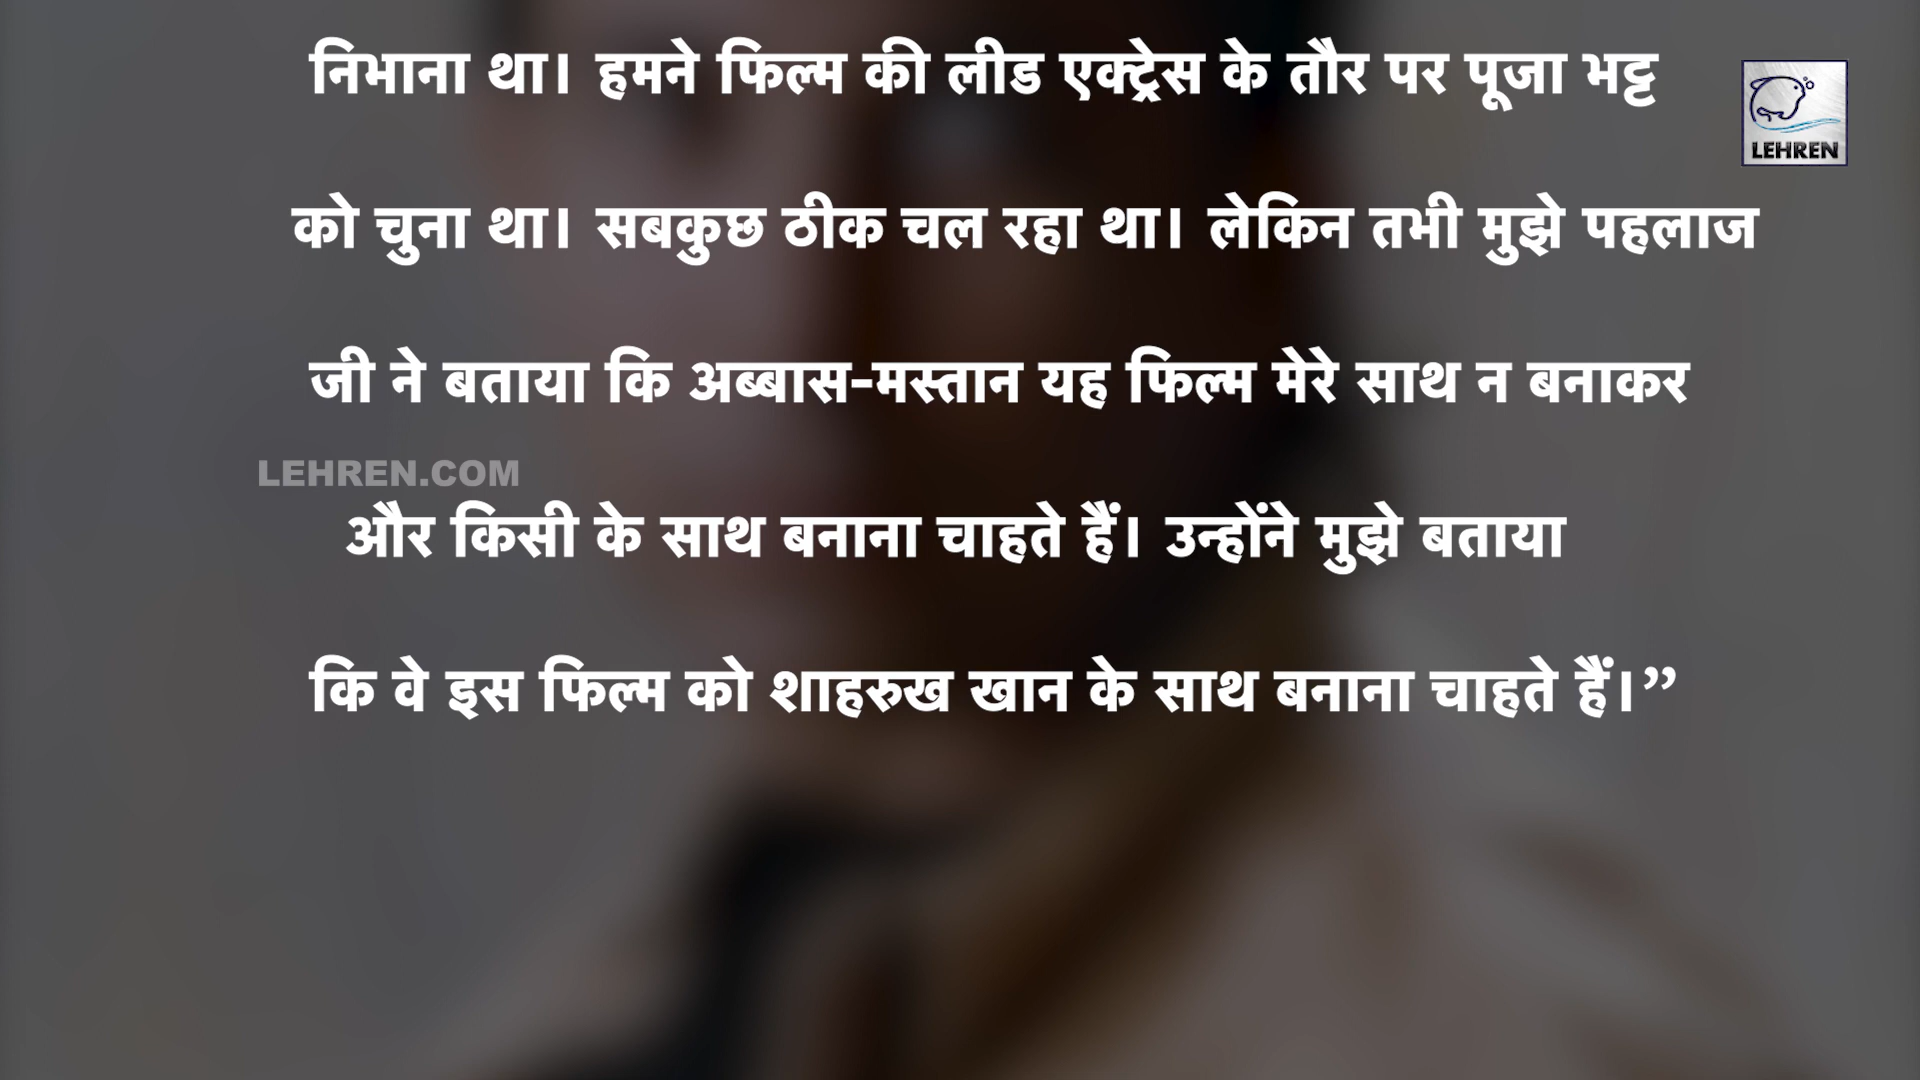 निभाना था। हमने फिल्म की लीड एक्ट्रेस के तौर पर पूजा भट्ट
LEHREN
को चुना था। सबकुछ ठीक चल रहा था। लेकिन तभी मुझे पहलाज
जी ने बताया कि अब्बास-मस्तान यह फिल्म मेरे साथ न बनाकर
LEHREN.COM
और किसी के साथ बनाना चाहते हैं। उन्होंने मुझे बताया
कि वे इस फिल्म को शाहरुख खान के साथ बनाना चाहते हैं।”